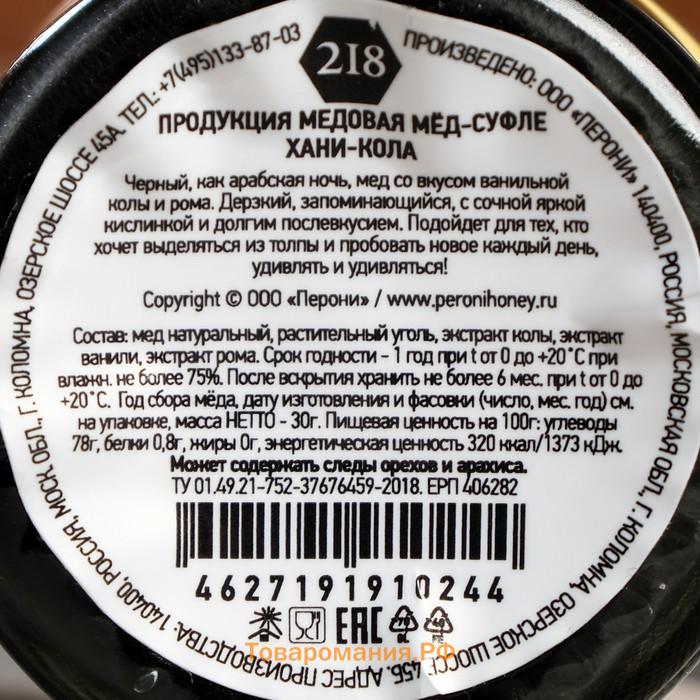 218
ПРОДУКЦИЯ МЕДОВАЯ МЁД-СУФЛЕ
ХАНИ-КОЛА
Черный, как арабская ночь, мед со вкусом ванильной
колы и рома. Дерзкий, запоминающийся, с сочной яркой
кислинкой и долгим послевкусием. Подойдет для тех, кто
хочет выделяться из толпы и пробовать новое каждый день,
удивлять и удивляться!
Copyright © ООО «Перони» / www.peronihoney.ru
Состав: мед натуральный, растительный уголь, экстракт колы, экстракт
ванили, экстракт рома. Срок годности - 1 год при t от 0 до +20˚С при
влажн. не более 75%. После вскрытия хранить не более 6 мес. при t от 0 до
+20˚С. Год сбора мёда, дату изготовления и фасовки (число, мес. год) см.
на упаковке, масса НЕТТО - 30г. Пищевая ценность на 100г: углеводы
78г, белки 0,8г, жиры 0г, энергетическая ценность 320 ккал/1373 кДж.
Может содержать следы орехов и арахиса.
ТУ 01.49.21-752-37676459-2018. ЕРП 406282
4627191910244
EAC
Товаромания.РФ
ПРОИЗВЕДЕНО: ООО «ПЕРОНИ» 140400, РОССИЯ, МОСКОВСКАЯ ОБЛ., Г. КОЛОМНА, ОЗЕРСКОЕ ШОССЕ 45Б. АДРЕС ПРОИЗВОДСТВА: 140400, РОССИЯ, МОСК. ОБЛ., Г. КОЛОМНА, ОЗЕРСКОЕ ШОССЕ 45А. ТЕЛ.: +7(495)133-87-03